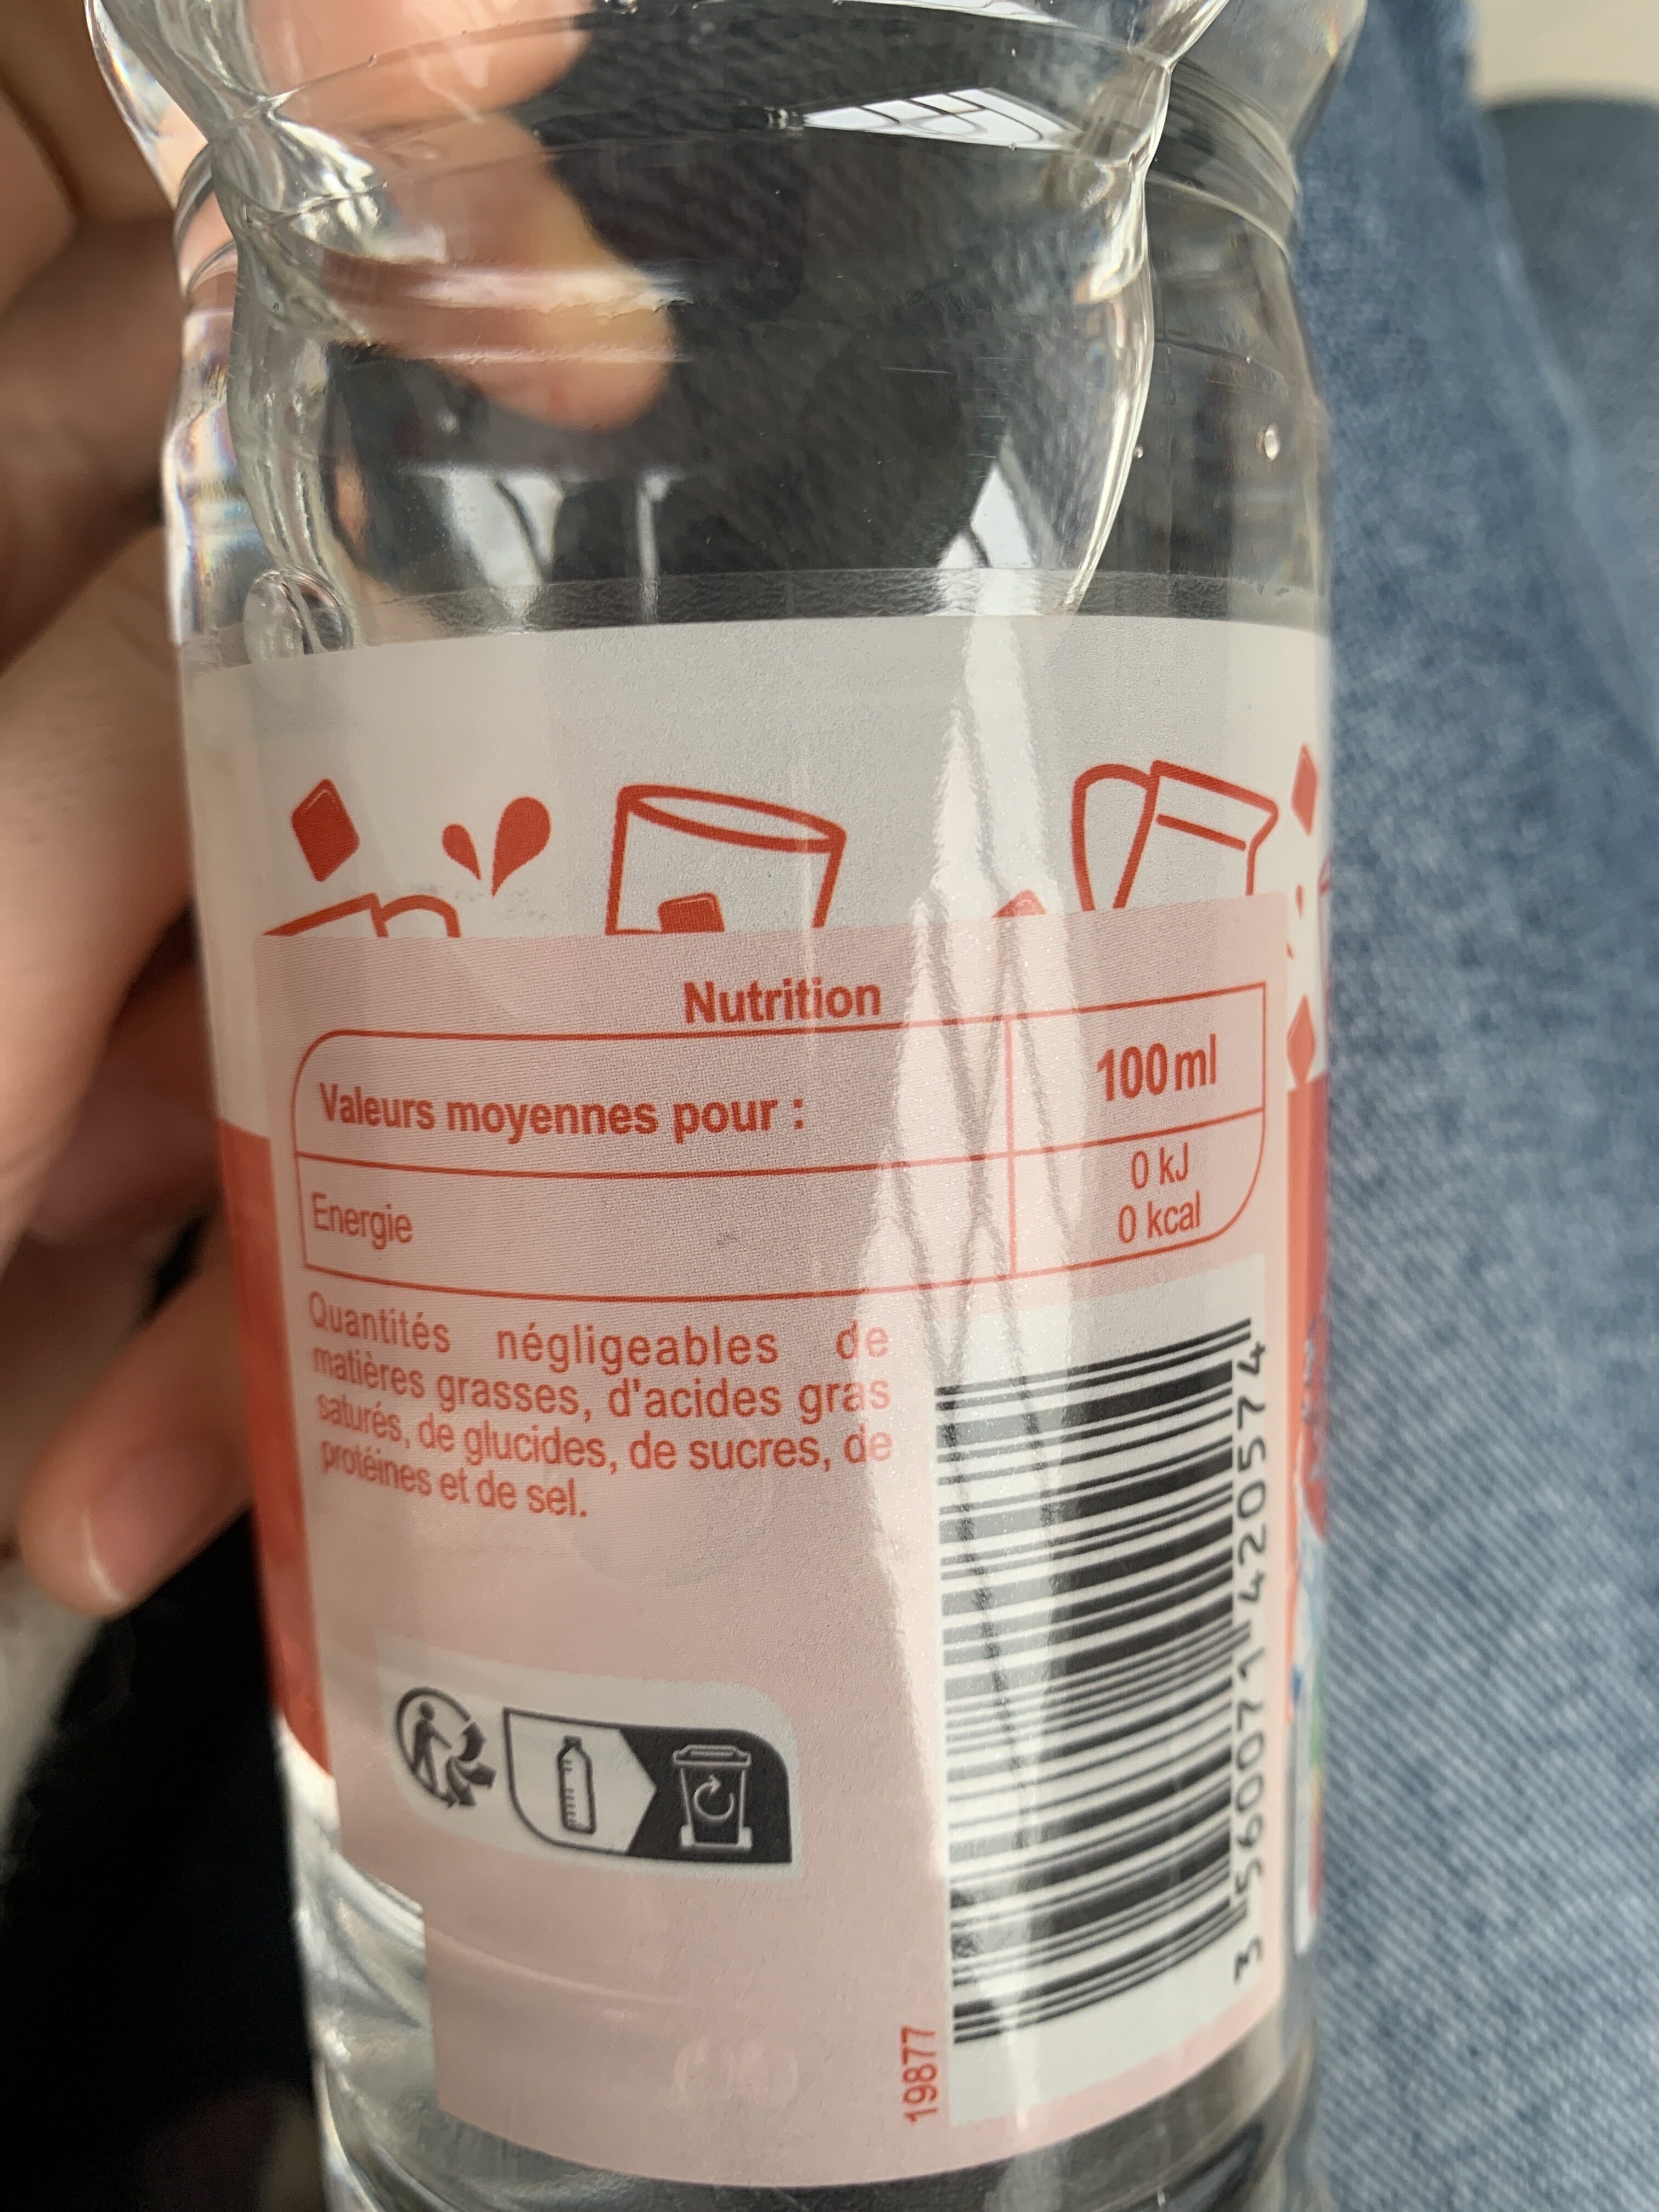 Nutrition
Valeurs moyennes pour :
100 ml
Energie
0 kJ
0 kcal
Quantités négligeables de
matières grasses, d'acides gras
saturés, de glucides, de sucres, de
protéines et de sel.
3 560071 420574
19877